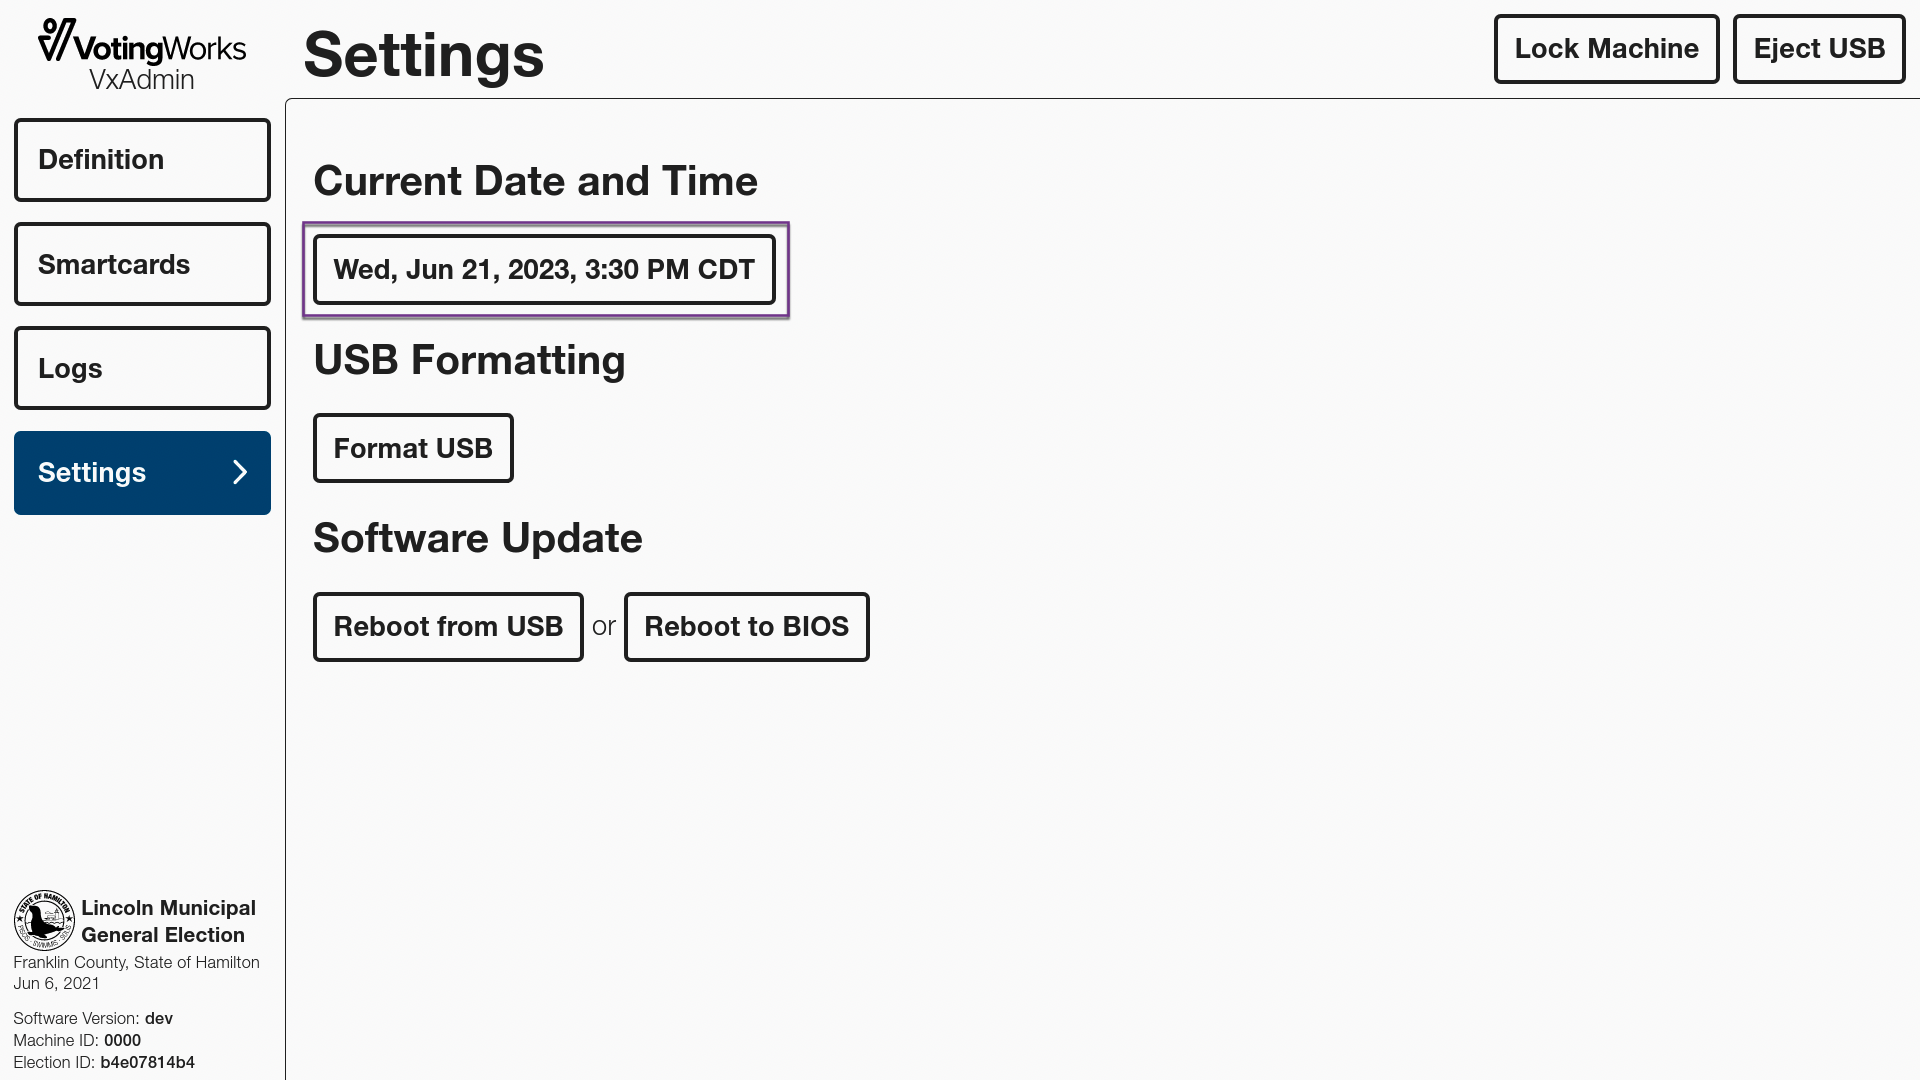 VotingWorks
VxAdmin
Settings
Lock Machine
Eject USB
Definition
Smartcards
Logs
Settings
Current Date and Time
Wed, Jun 21, 2023, 3:30 PM CDT
USB Formatting
Format USB
Software Update
Reboot from USB or Reboot to BIOS
STATE OF HAMILTON
Lincoln Municipal
General Election
Franklin County, State of Hamilton
Jun 6, 2021
Software Version: dev
Machine ID: 0000
Election ID: b4e07814b4